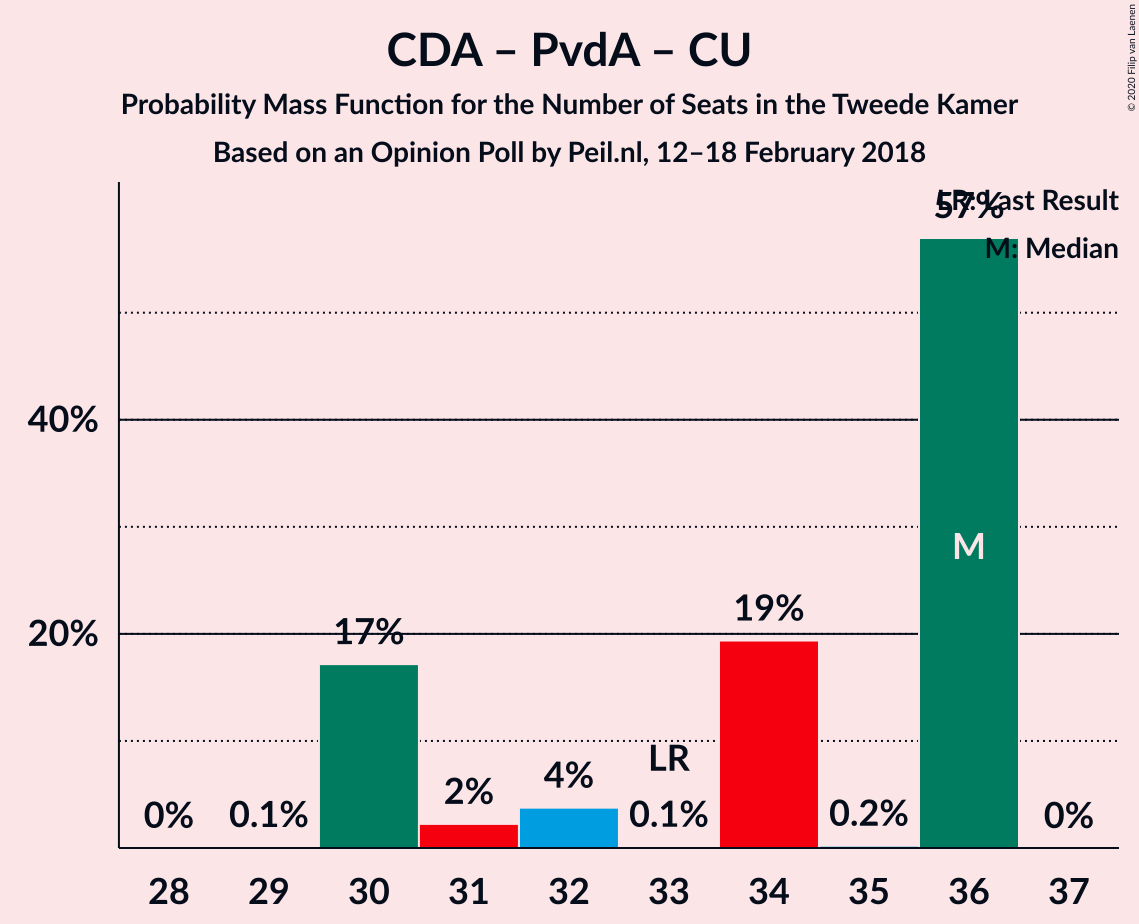 CDA – PvdA – CU
Probability Mass Function for the Number of Seats in the Tweede Kamer
Based on an Opinion Poll by Peil.nl, 12–18 February 2018
© 2020 Filip van Laenen
LR: Last Result
M: Median
57%
40%
20%
M
19%
17%
LR
4%
2%
0%
0.1%
0.1%
0.2%
0%
28 29 30 31 32 33 34 35 36 37